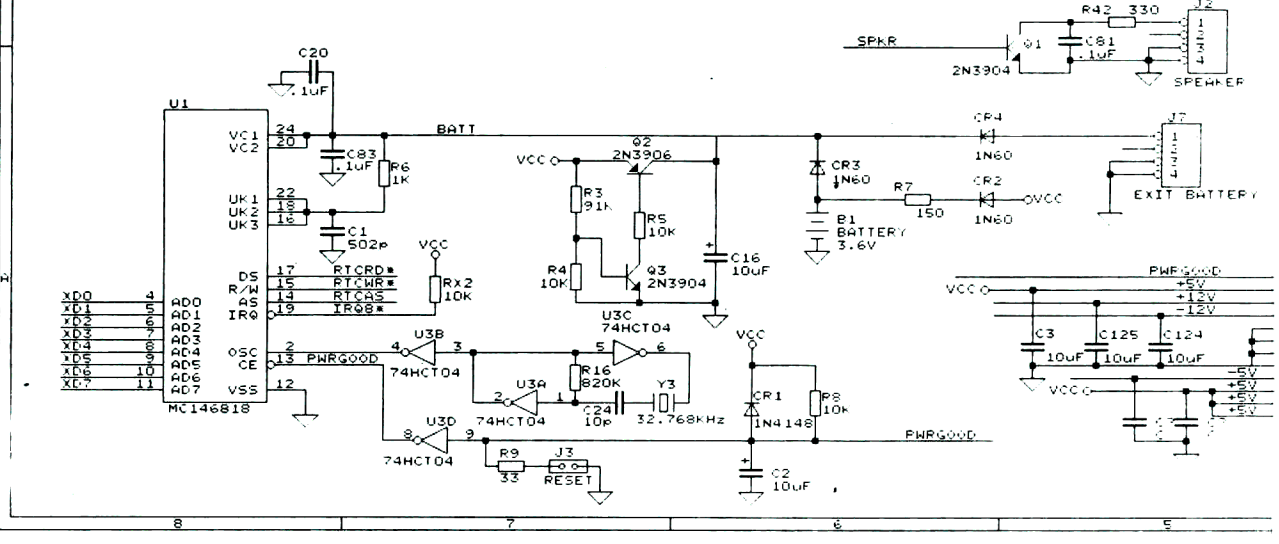 R42 330
J2
1
2
3
4
SPEAKER
SPKR
Q1
2N3904
C81
.1uF
C20
.1uF
U1
VC1 24
VC2 20
BATT
C83
.1uF
R6
1K
UK1 22
UK2 18
UK3 16
C1
502p
VCC
Q2
2N3906
R3
91K
R5
10K
R4
10K
Q3
2N3904
C16
10uF
CR4
1N60
J7
1
2
3
4
EXIT BATTERY
CR3
1N60
R7
150
CR2
1N60
VCC
B1
BATTERY
3.6V
DS 17 RTCRD*
R/W 15 RTCWR*
AS 14 RTCAS
IRQ 19 IRQ8*
VCC
RX2
10K
XD0 4 AD0
XD1 5 AD1
XD2 6 AD2
XD3 7 AD3
XD4 8 AD4
XD5 9 AD5
XD6 10 AD6
XD7 11 AD7
OSC 2
CE 13 PWRGOOD
VSS 12
MC146818
U3B
4 3
74HCT04
U3C
74HCT04
5 6
R16
820K
U3A
2 1
74HCT04
C24
10p
Y3
32.768KHz
U3D
8 9
74HCT04
R9
33
J3
RESET
VCC
CR1
1N4148
R8
10K
PWRGOOD
C2
10uF
PWRGOOD
VCC
+5V
+12V
-12V
C3
10uF
C125
10uF
C124
10uF
-5V
+5V
VCC
+5V
+5V
A
8
7
6
5